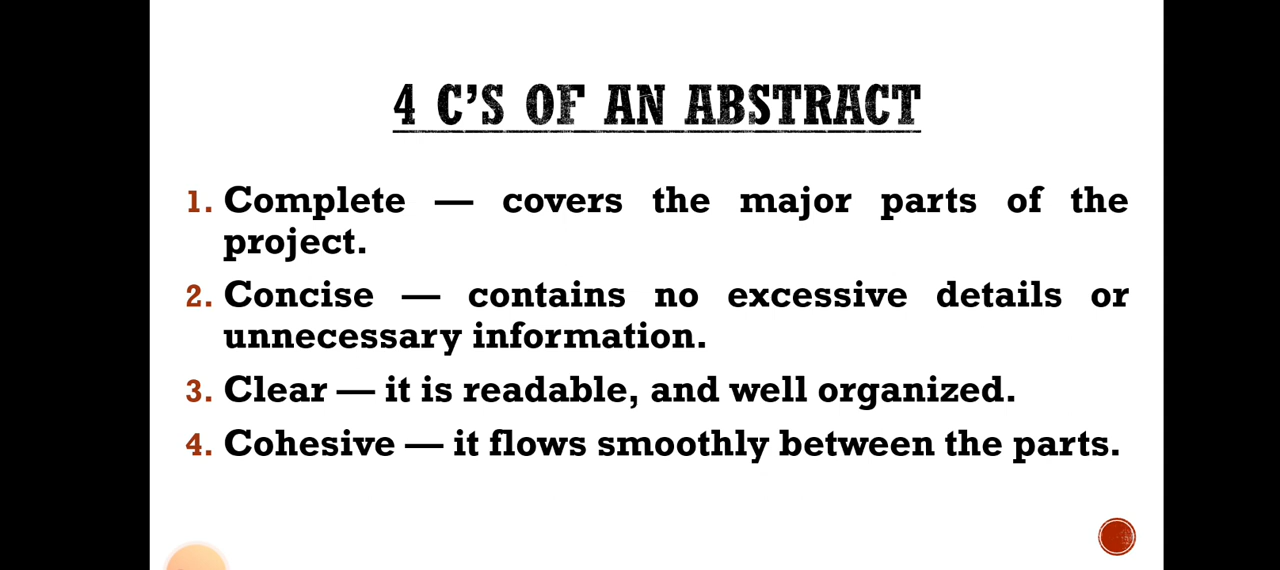 4 C'S OF AN ABSTRACT
1. Complete — covers the major parts of the
project.
2. Concise — contains no excessive details or
unnecessary information.
3. Clear — it is readable, and well organized.
4. Cohesive — it flows smoothly between the parts.